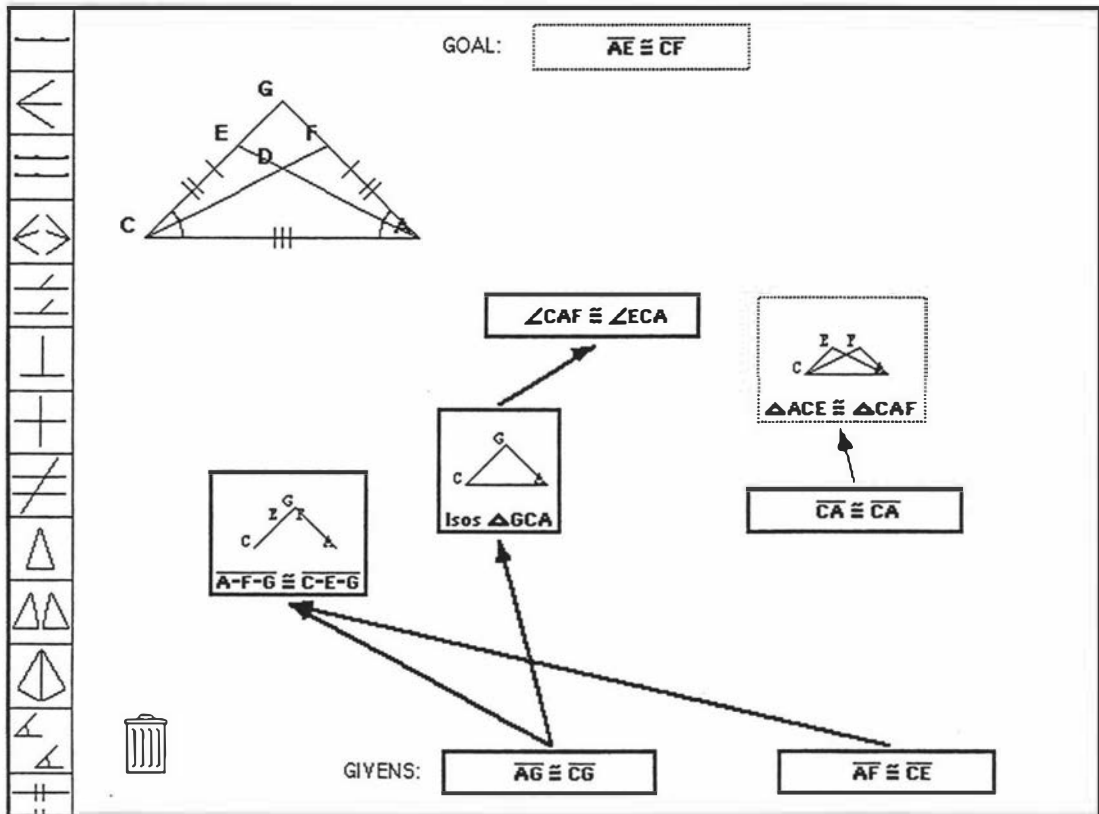 GOAL: AE ≅ CF
G
E F
D
C A
∠CAF ≅ ∠ECA
E F
C A
△ACE ≅ △CAF
G
C A
Isos △GCA
CA ≅ CA
G
E F
C A
A-F-G ≅ C-E-G
GIVENS: AG ≅ CG AF ≅ CE